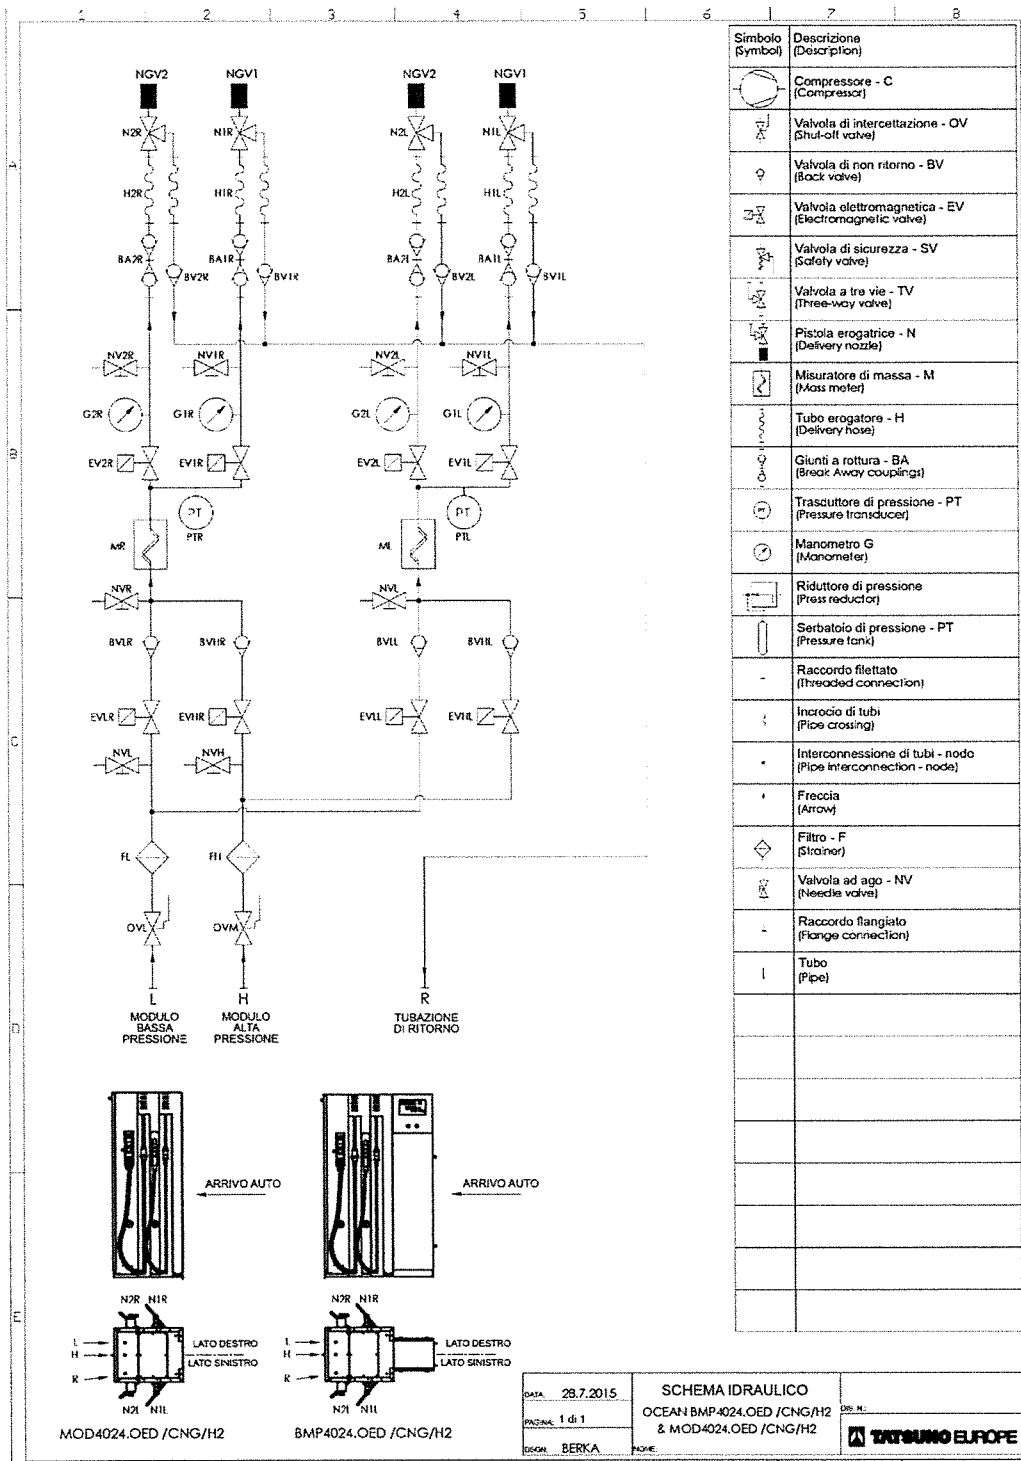 1 2 3 4 5 6 7 8
NGV2 NGV1 NGV2 NGV1
N2R N1R N2L N1L
H2R H1R H2L H1L
BA2R BA1R BA2L BA1L
BV2R BV1R BV2L BV1L
NV2R NV1R NV2L NV1L
G2R G1R G2L G1L
EV2R EV1R EV2L EV1L
PT PT
PTR PTL
MR ML
NVR NVL
BVLR BVHR BVLL BVHL
EVLR EVHR EVLL EVHL
NVL NVH
FL FH
OVL OVM
L H R
MODULO
BASSA
PRESSIONE
MODULO
ALTA
PRESSIONE
TUBAZIONE
DI RITORNO
A
B
C
D
E
Simbolo
(Symbol)
Descrizione
(Description)
Compressore - C
(Compressor)
Valvola di intercettazione - OV
(Shut-off valve)
Valvola di non ritorno - BV
(Back valve)
Valvola elettromagnetica - EV
(Electromagnetic valve)
Valvola di sicurezza - SV
(Safety valve)
Valvola a tre vie - TV
(Three-way valve)
Pistola erogatrice - N
(Delivery nozzle)
Misuratore di massa - M
(Mass meter)
Tubo erogatore - H
(Delivery hose)
Giunti a rottura - BA
(Break Away couplings)
PT
Trasduttore di pressione - PT
(Pressure transducer)
Manometro G
(Manometer)
Riduttore di pressione
(Press reductor)
Serbatoio di pressione - PT
(Pressure tank)
Raccordo filettato
(Threaded connection)
Incrocio di tubi
(Pipe crossing)
Interconnessione di tubi - nodo
(Pipe interconnection - node)
Freccia
(Arrow)
Filtro - F
(Strainer)
Valvola ad ago - NV
(Needle valve)
Raccordo flangiato
(Flange connection)
Tubo
(Pipe)
ARRIVO AUTO
ARRIVO AUTO
N2R N1R
L
H
R
LATO DESTRO
LATO SINISTRO
N2L N1L
MOD4024.OED /CNG/H2
N2R N1R
L
H
R
LATO DESTRO
LATO SINISTRO
N2L N1L
BMP4024.OED /CNG/H2
DATA: 28.7.2015
PAGINA: 1 di 1
DISGN. BERKA
SCHEMA IDRAULICO
OCEAN BMP4024.OED /CNG/H2
& MOD4024.OED /CNG/H2
NOME:
DIS. N.:
TATSUNO EUROPE